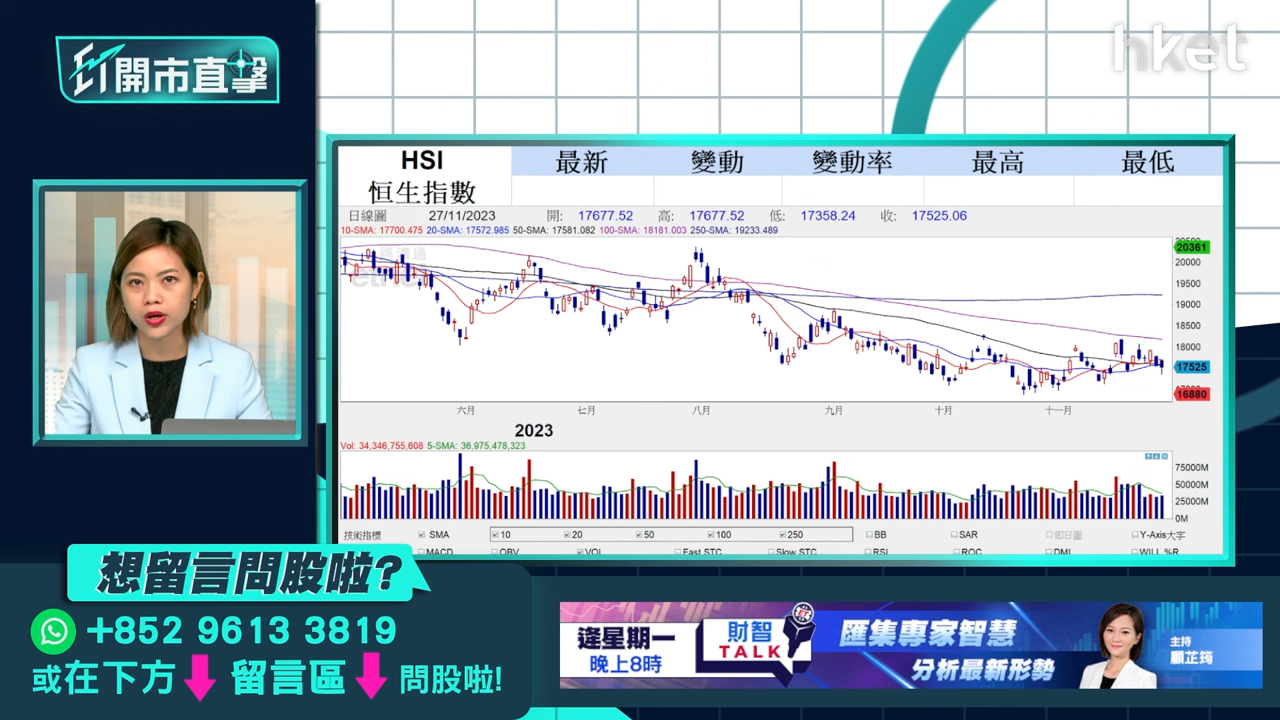 ET開市直擊
hket
HSI
恒生指數
最新 變動 變動率 最高 最低
日線圖 27/11/2023 開: 17677.52 高: 17677.52 低: 17358.24 收: 17525.06
10-SMA: 17700.475 20-SMA: 17572.985 50-SMA: 17581.082 100-SMA: 18181.003 250-SMA: 19233.489
20361
20000
19500
19000
18500
18000
17525
16880
六月 七月 八月 九月 十月 十一月
2023
Vol: 34,346,755,608 5-SMA: 36,975,478,323
75000M
50000M
25000M
0M
技術指標 SMA 10 20 50 100 250 BB SAR 即日圖 Y-Axis大字
MACD OBV VOL Fast STC Slow STC RSI ROC DMI WILL %R
想留言問股啦?
+852 9613 3819
或在下方 留言區 問股啦!
逢星期一
晚上8時
財智
TALK
匯集專家智慧
分析最新形勢
主持
顧芷筠